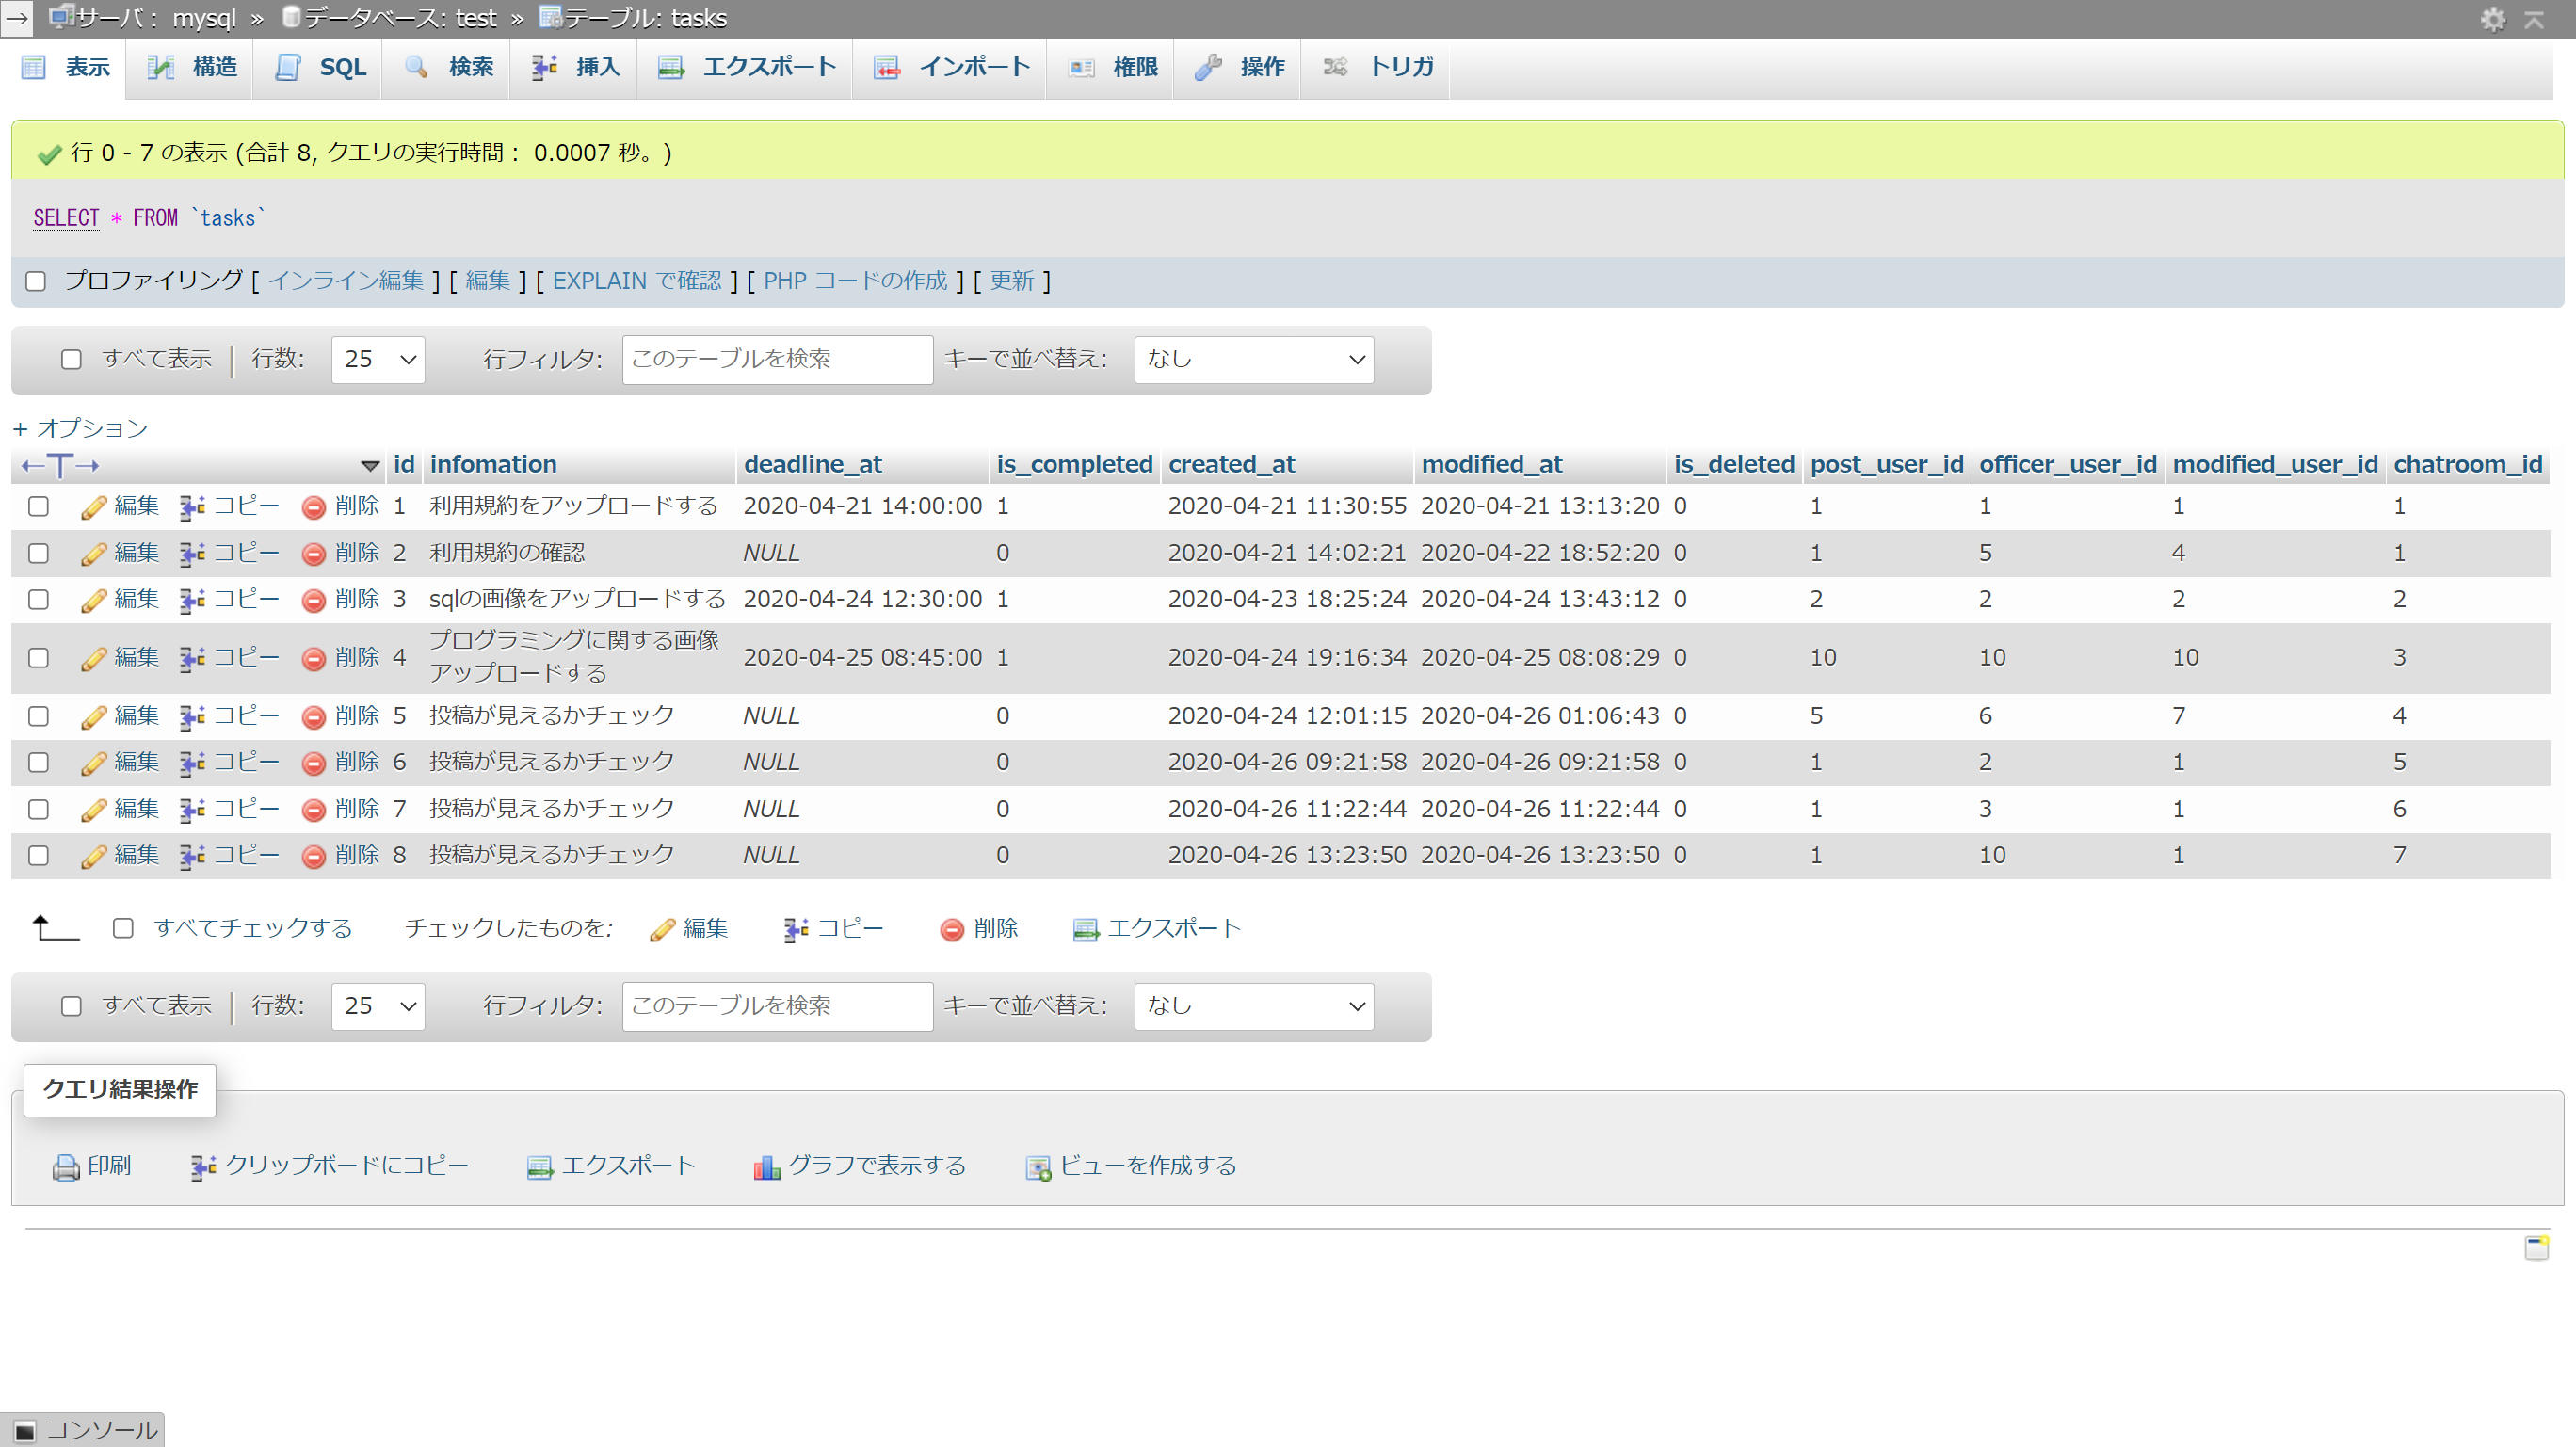 サーバ： mysql » データベース: test » テーブル: tasks
表示 構造 SQL 検索 挿入 エクスポート インポート 権限 操作 トリガ
行 0 - 7 の表示 (合計 8, クエリの実行時間： 0.0007 秒。)
SELECT * FROM `tasks`
プロファイリング [ インライン編集 ] [ 編集 ] [ EXPLAIN で確認 ] [ PHP コードの作成 ] [ 更新 ]
すべて表示 | 行数: 25 行フィルタ: このテーブルを検索 キーで並べ替え: なし
+ オプション
←T→ id infomation deadline_at is_completed created_at modified_at is_deleted post_user_id officer_user_id modified_user_id chatroom_id
編集 コピー 削除 1 利用規約をアップロードする 2020-04-21 14:00:00 1 2020-04-21 11:30:55 2020-04-21 13:13:20 0 1 1 1 1
編集 コピー 削除 2 利用規約の確認 NULL 0 2020-04-21 14:02:21 2020-04-22 18:52:20 0 1 5 4 1
編集 コピー 削除 3 sqlの画像をアップロードする 2020-04-24 12:30:00 1 2020-04-23 18:25:24 2020-04-24 13:43:12 0 2 2 2 2
編集 コピー 削除 4 プログラミングに関する画像
アップロードする 2020-04-25 08:45:00 1 2020-04-24 19:16:34 2020-04-25 08:08:29 0 10 10 10 3
編集 コピー 削除 5 投稿が見えるかチェック NULL 0 2020-04-24 12:01:15 2020-04-26 01:06:43 0 5 6 7 4
編集 コピー 削除 6 投稿が見えるかチェック NULL 0 2020-04-26 09:21:58 2020-04-26 09:21:58 0 1 2 1 5
編集 コピー 削除 7 投稿が見えるかチェック NULL 0 2020-04-26 11:22:44 2020-04-26 11:22:44 0 1 3 1 6
編集 コピー 削除 8 投稿が見えるかチェック NULL 0 2020-04-26 13:23:50 2020-04-26 13:23:50 0 1 10 1 7
すべてチェックする チェックしたものを: 編集 コピー 削除 エクスポート
すべて表示 | 行数: 25 行フィルタ: このテーブルを検索 キーで並べ替え: なし
クエリ結果操作
印刷 クリップボードにコピー エクスポート グラフで表示する ビューを作成する
コンソール